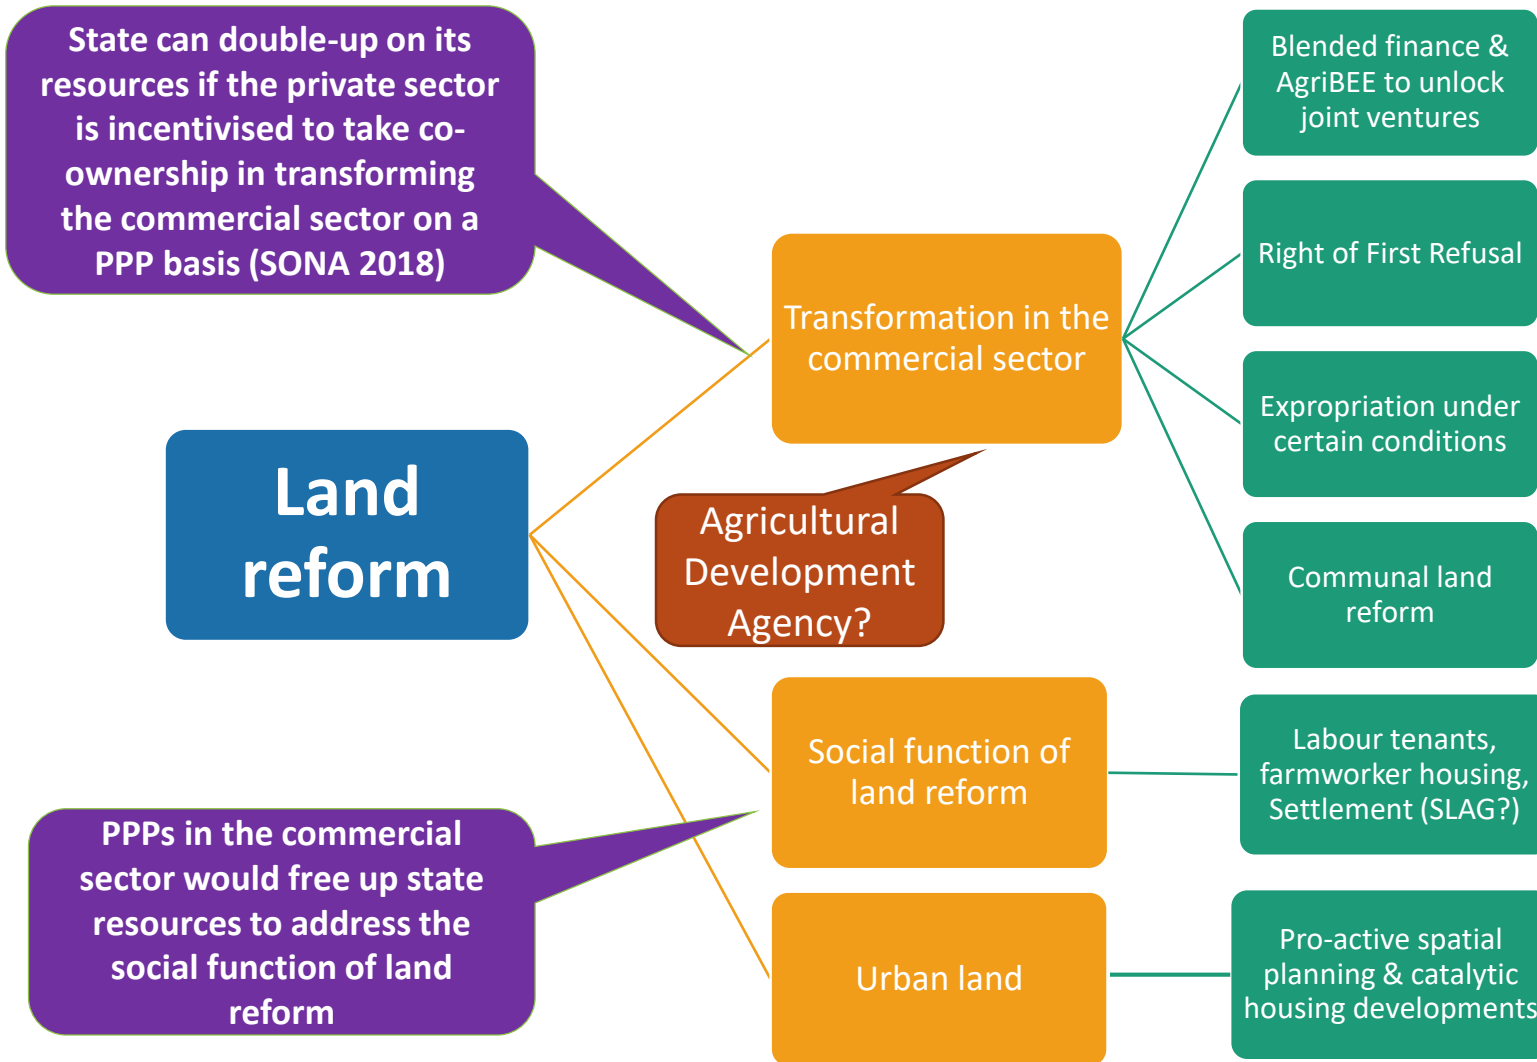 State can double-up on its
resources if the private sector
is incentivised to take co-
ownership in transforming
the commercial sector on a
PPP basis (SONA 2018)
Land
reform
PPPs in the commercial
sector would free up state
resources to address the
social function of land
reform
Transformation in the
commercial sector
Agricultural
Development
Agency?
Social function of
land reform
Urban land
Blended finance &
AgriBEE to unlock
joint ventures
Right of First Refusal
Expropriation under
certain conditions
Communal land
reform
Labour tenants,
farmworker housing,
Settlement (SLAG?)
Pro-active spatial
planning & catalytic
housing developments